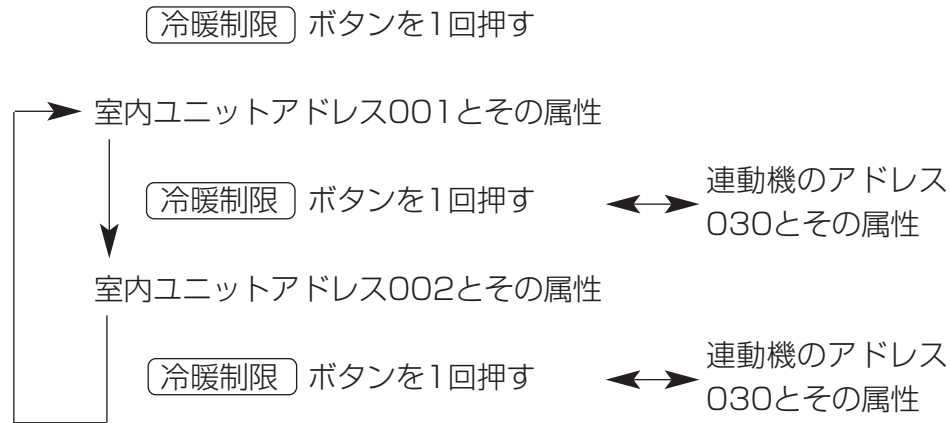 冷暖制限 ボタンを1回押す
室内ユニットアドレス001とその属性
冷暖制限 ボタンを1回押す
連動機のアドレス
030とその属性
室内ユニットアドレス002とその属性
冷暖制限 ボタンを1回押す
連動機のアドレス
030とその属性